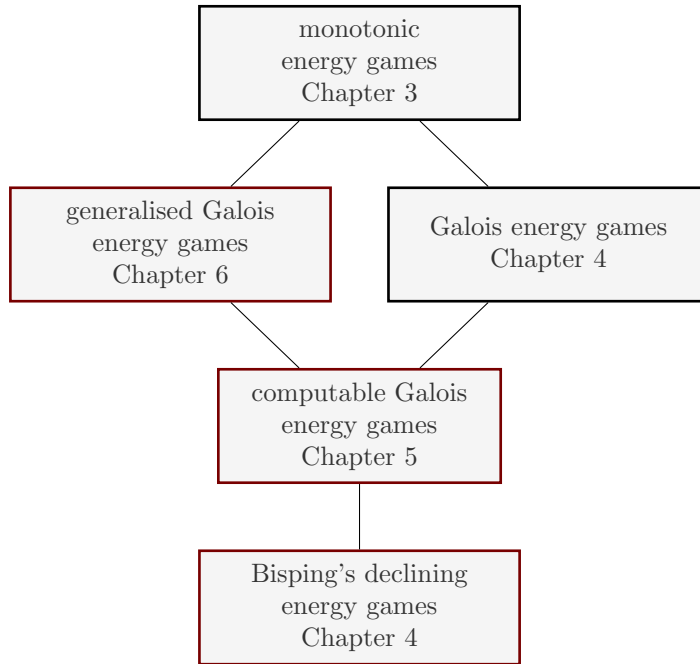 monotonic
energy games
Chapter 3
generalised Galois
energy games
Chapter 6
Galois energy games
Chapter 4
computable Galois
energy games
Chapter 5
Bisping's declining
energy games
Chapter 4